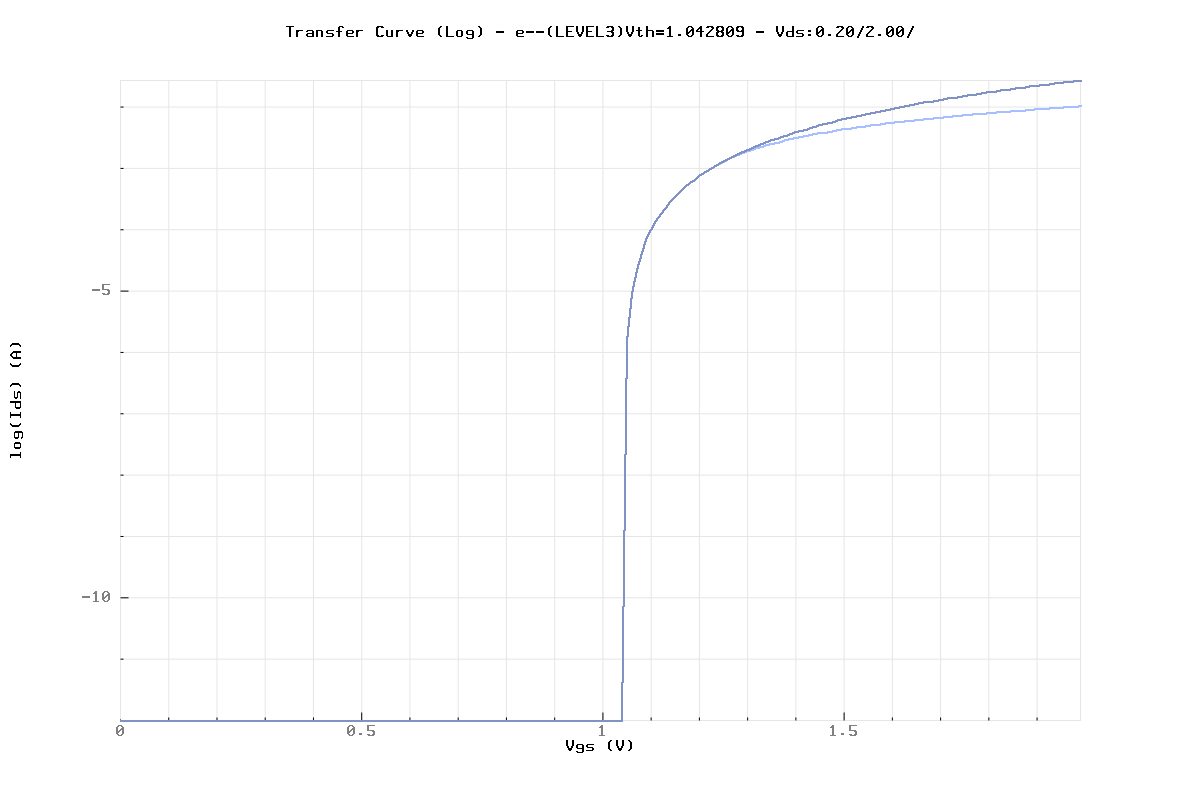 Transfer Curve (Log) - e--(LEVEL3)Vth=1.042809 - Vds:0.20/2.00/
log(Ids) (A)
-5
-10
0 0.5 1 1.5
Vgs (V)